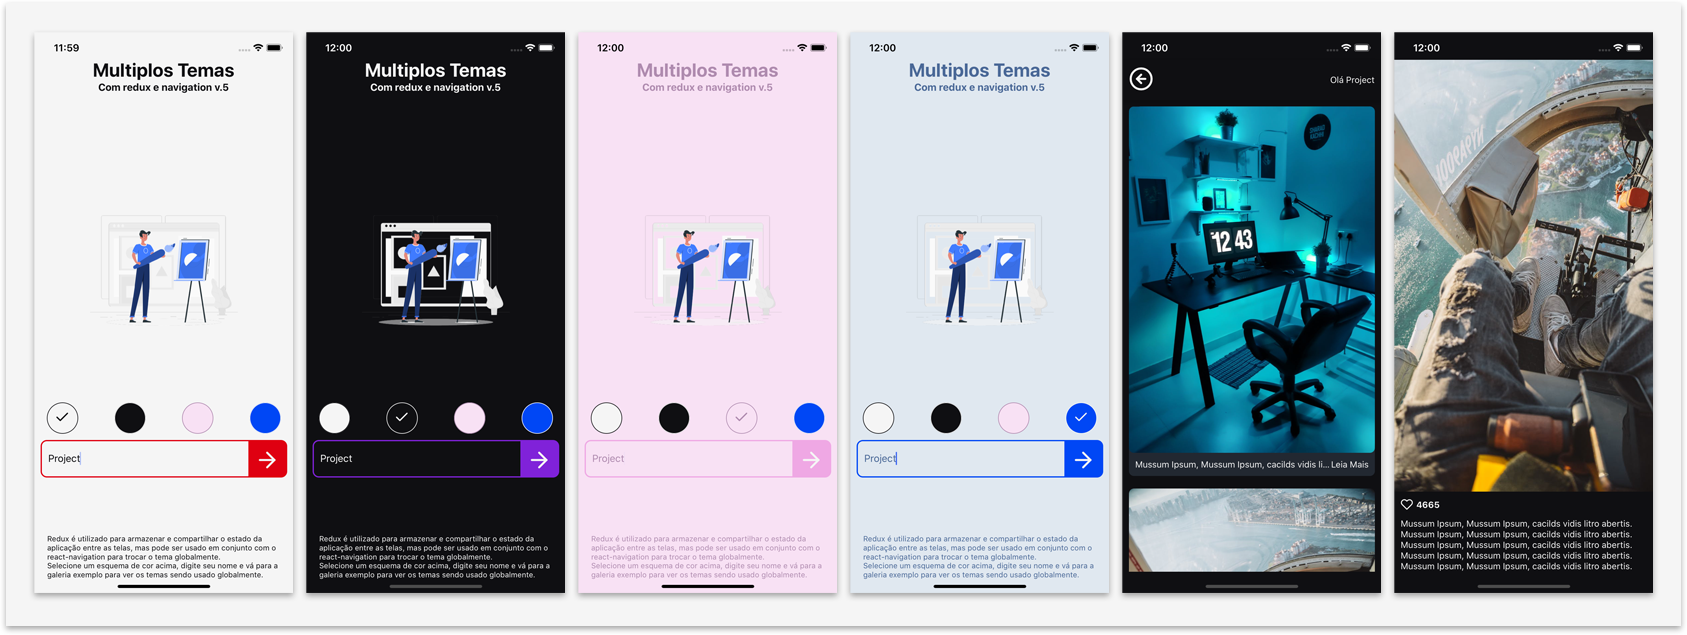 11:59
Multiplos Temas
Com redux e navigation v.5
Project
Redux é utilizado para armazenar e compartilhar o estado da
aplicação entre as telas, mas pode ser usado em conjunto com o
react-navigation para trocar o tema globalmente.
Selecione um esquema de cor acima, digite seu nome e vá para a
galeria exemplo para ver os temas sendo usado globalmente.
12:00
Multiplos Temas
Com redux e navigation v.5
Project
Redux é utilizado para armazenar e compartilhar o estado da
aplicação entre as telas, mas pode ser usado em conjunto com o
react-navigation para trocar o tema globalmente.
Selecione um esquema de cor acima, digite seu nome e vá para a
galeria exemplo para ver os temas sendo usado globalmente.
12:00
Multiplos Temas
Com redux e navigation v.5
Project
Redux é utilizado para armazenar e compartilhar o estado da
aplicação entre as telas, mas pode ser usado em conjunto com o
react-navigation para trocar o tema globalmente.
Selecione um esquema de cor acima, digite seu nome e vá para a
galeria exemplo para ver os temas sendo usado globalmente.
12:00
Multiplos Temas
Com redux e navigation v.5
Project
Redux é utilizado para armazenar e compartilhar o estado da
aplicação entre as telas, mas pode ser usado em conjunto com o
react-navigation para trocar o tema globalmente.
Selecione um esquema de cor acima, digite seu nome e vá para a
galeria exemplo para ver os temas sendo usado globalmente.
12:00
Olá Project
12 43
Mussum Ipsum, Mussum Ipsum, cacilds vidis li... Leia Mais
12:00
4665
Mussum Ipsum, Mussum Ipsum, cacilds vidis litro abertis.
Mussum Ipsum, Mussum Ipsum, cacilds vidis litro abertis.
Mussum Ipsum, Mussum Ipsum, cacilds vidis litro abertis.
Mussum Ipsum, Mussum Ipsum, cacilds vidis litro abertis.
Mussum Ipsum, Mussum Ipsum, cacilds vidis litro abertis.